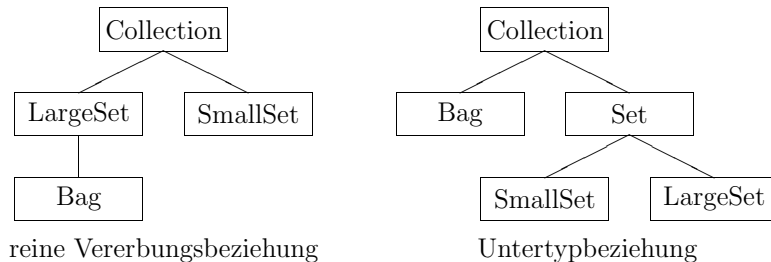 Collection
Collection
LargeSet
SmallSet
Bag
Set
Bag
SmallSet
LargeSet
reine Vererbungsbeziehung
Untertypbeziehung